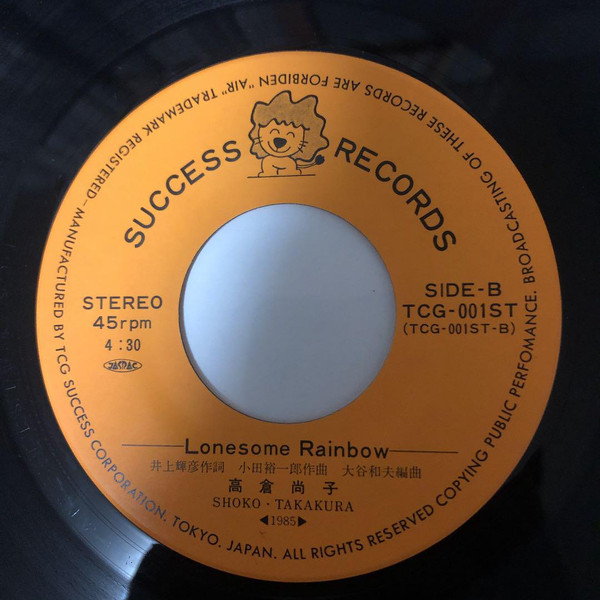 SUCCESS RECORDS
STEREO
45rpm
4:30
JASRAC
SIDE-B
TCG-001ST
(TCG-001ST-B)
Lonesome Rainbow
井上輝彦作詞 小田裕一郎作曲 大谷和夫編曲
高倉尚子
SHOKO・TAKAKURA
◀1985▶
MANUFACTURED BY TCG SUCCESS CORPORATION. TOKYO. JAPAN. ALL RIGHTS RESERVED COPYING PUBLIC PERFOMANCE. BROADCASTING OF THESE RECORDS ARE FORBIDDEN "AIR" TRADEMARK REGISTERED–